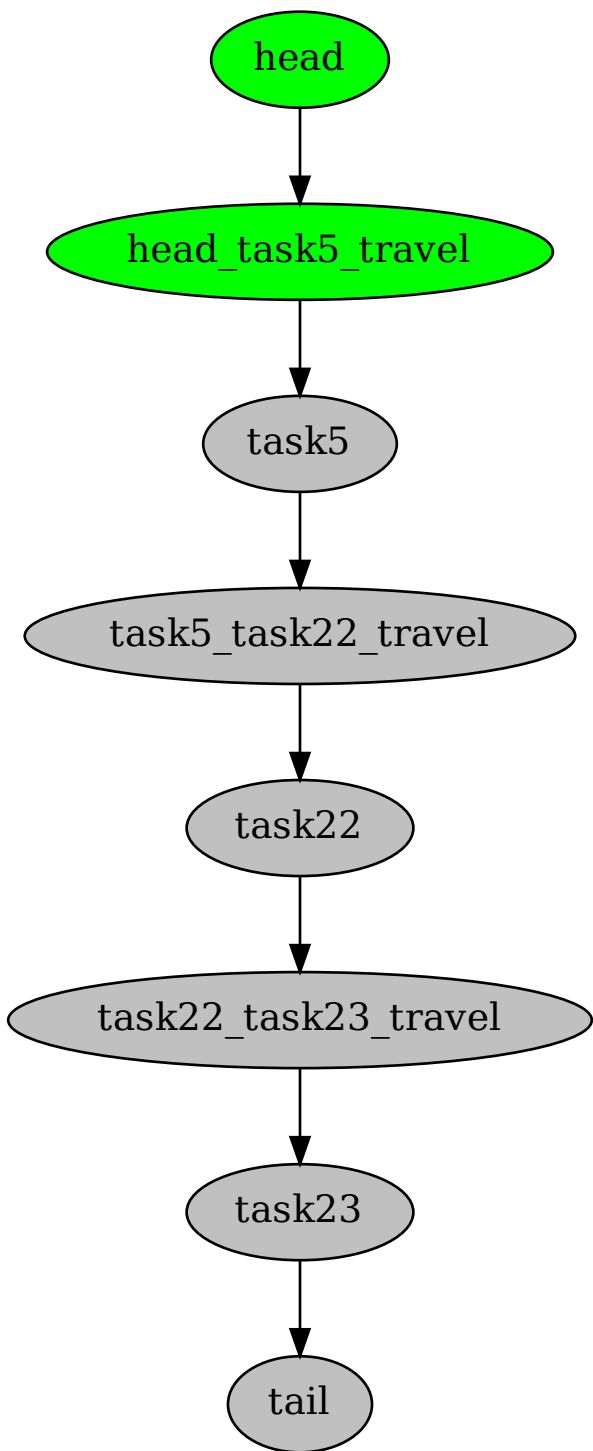 head
head_task5_travel
task5
task5_task22_travel
task22
task22_task23_travel
task23
tail